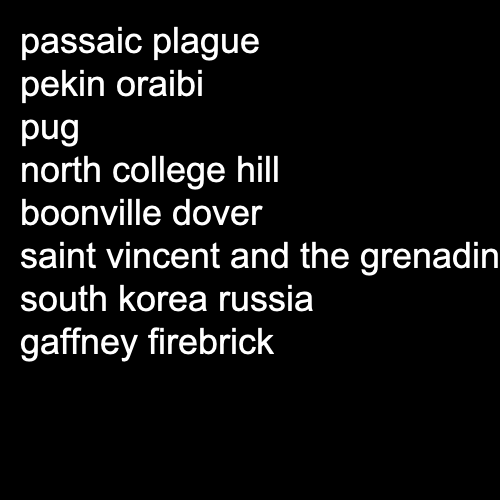 passaic plague
pekin oraibi
pug
north college hill
boonville dover
saint vincent and the grenadin
south korea russia
gaffney firebrick